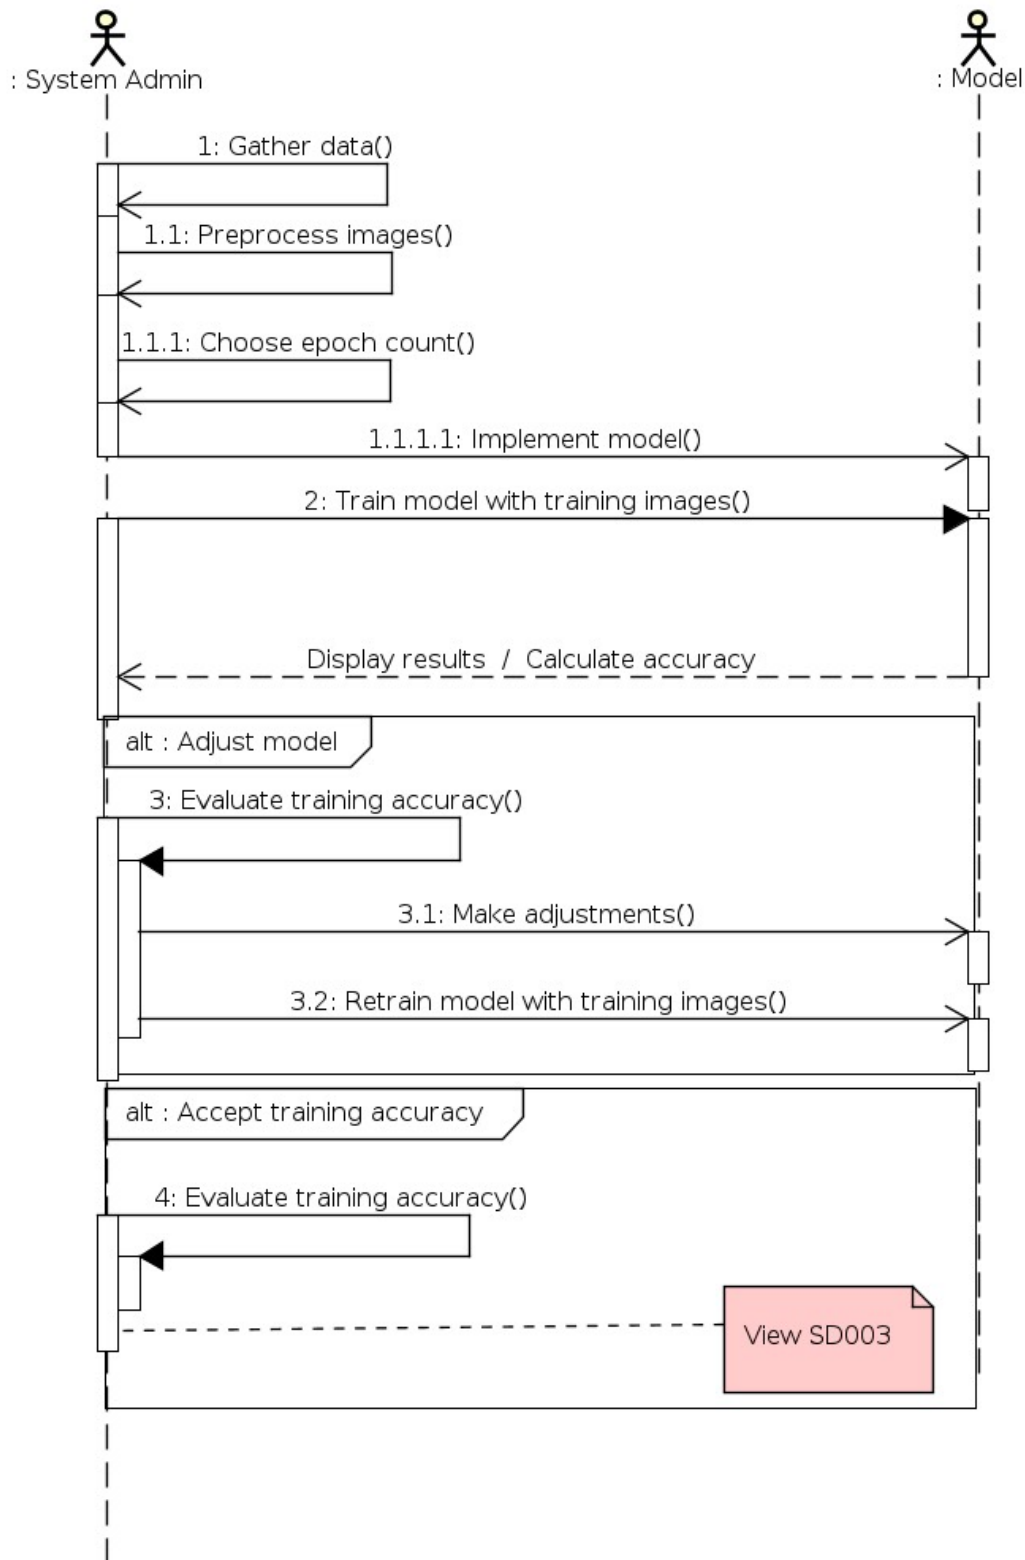 : System Admin
: Model
1: Gather data()
1.1: Preprocess images()
1.1.1: Choose epoch count()
1.1.1.1: Implement model()
2: Train model with training images()
Display results / Calculate accuracy
alt : Adjust model
3: Evaluate training accuracy()
3.1: Make adjustments()
3.2: Retrain model with training images()
alt : Accept training accuracy
4: Evaluate training accuracy()
View SD003